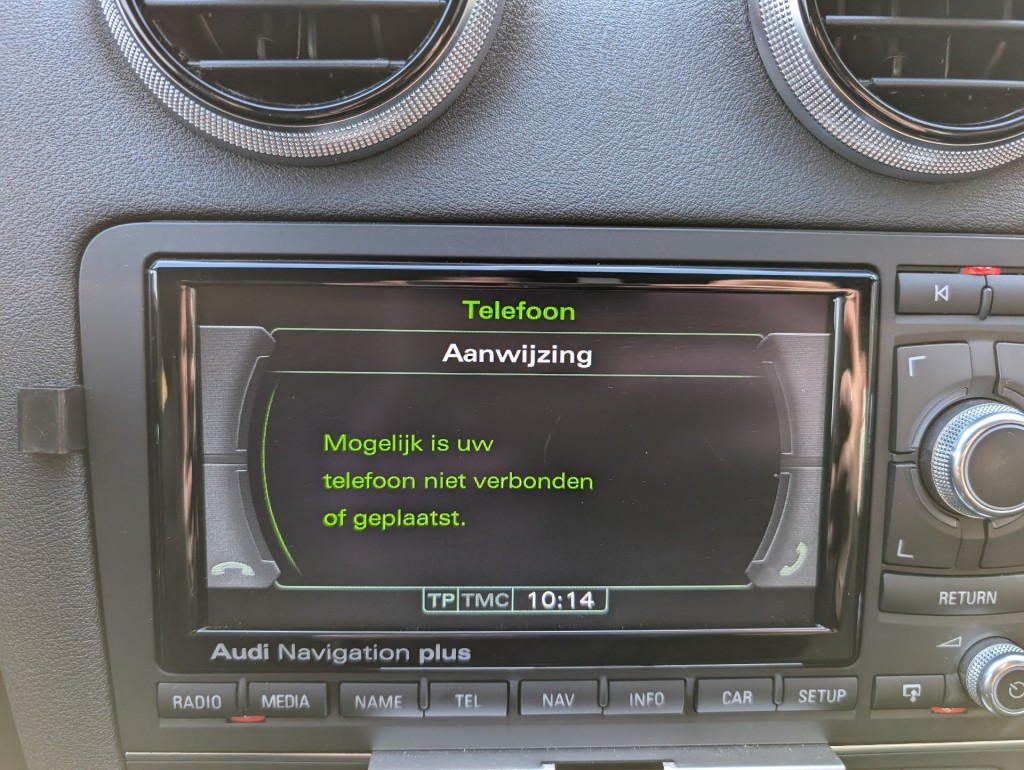 Telefoon
Aanwijzing
Mogelijk is uw
telefoon niet verbonden
of geplaatst.
TP TMC 10:14
RETURN
Audi Navigation plus
RADIO MEDIA NAME TEL NAV INFO CAR SETUP